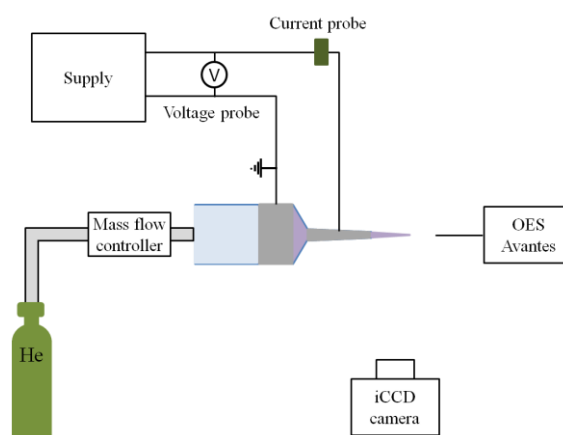 Current probe
Supply
V
Voltage probe
Mass flow
controller
OES
Avantes
He
iCCD
camera